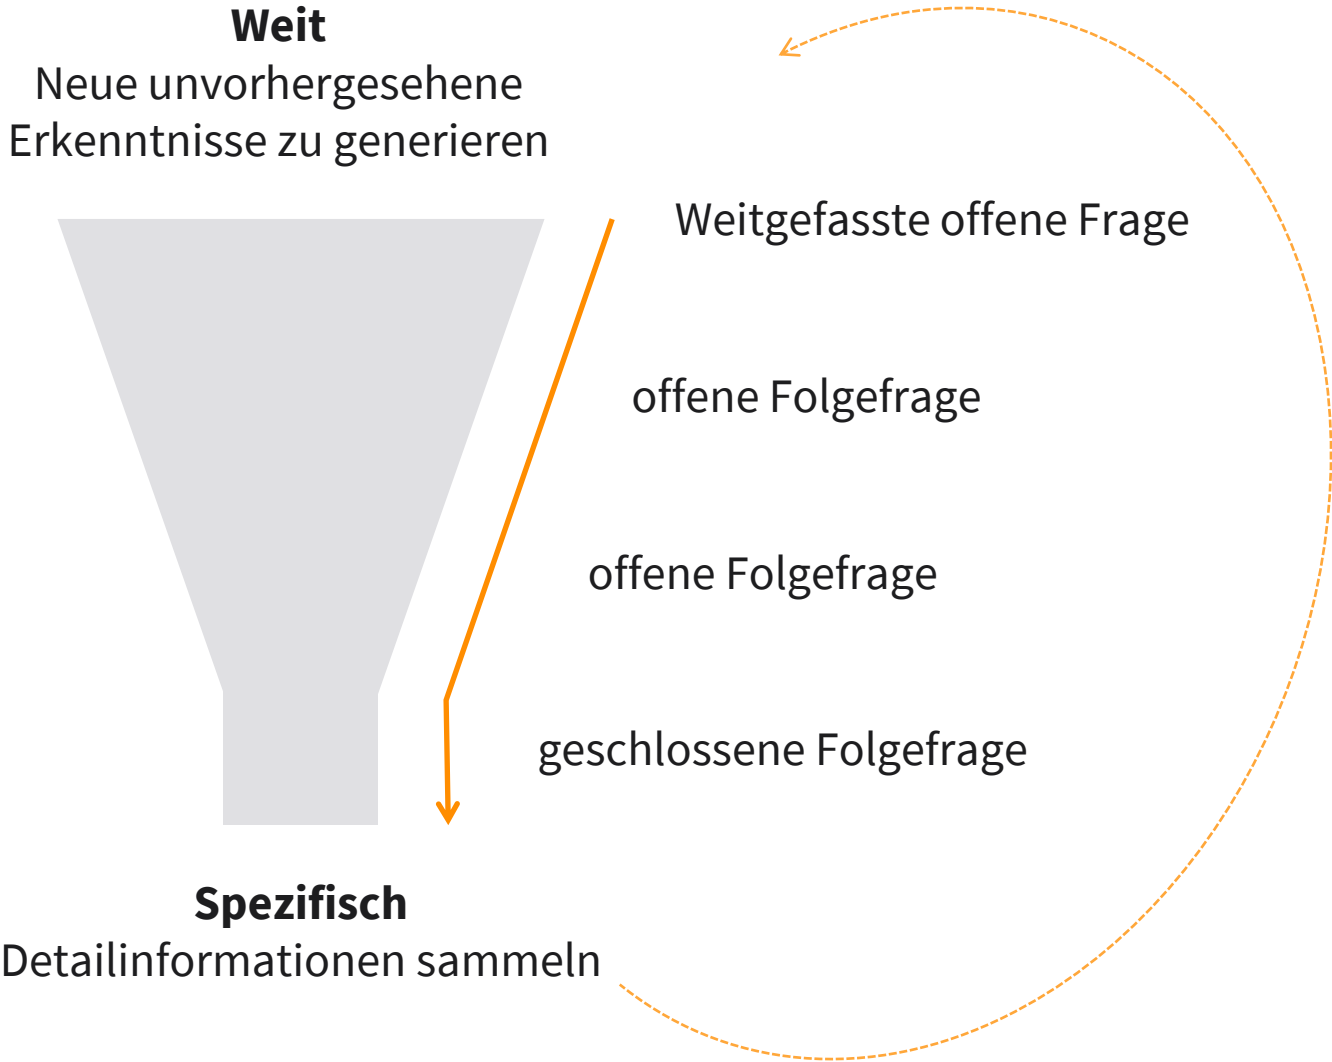 Weit
Neue unvorhergesehene
Erkenntnisse zu generieren
Weitgefasste offene Frage
offene Folgefrage
offene Folgefrage
geschlossene Folgefrage
Spezifisch
Detailinformationen sammeln